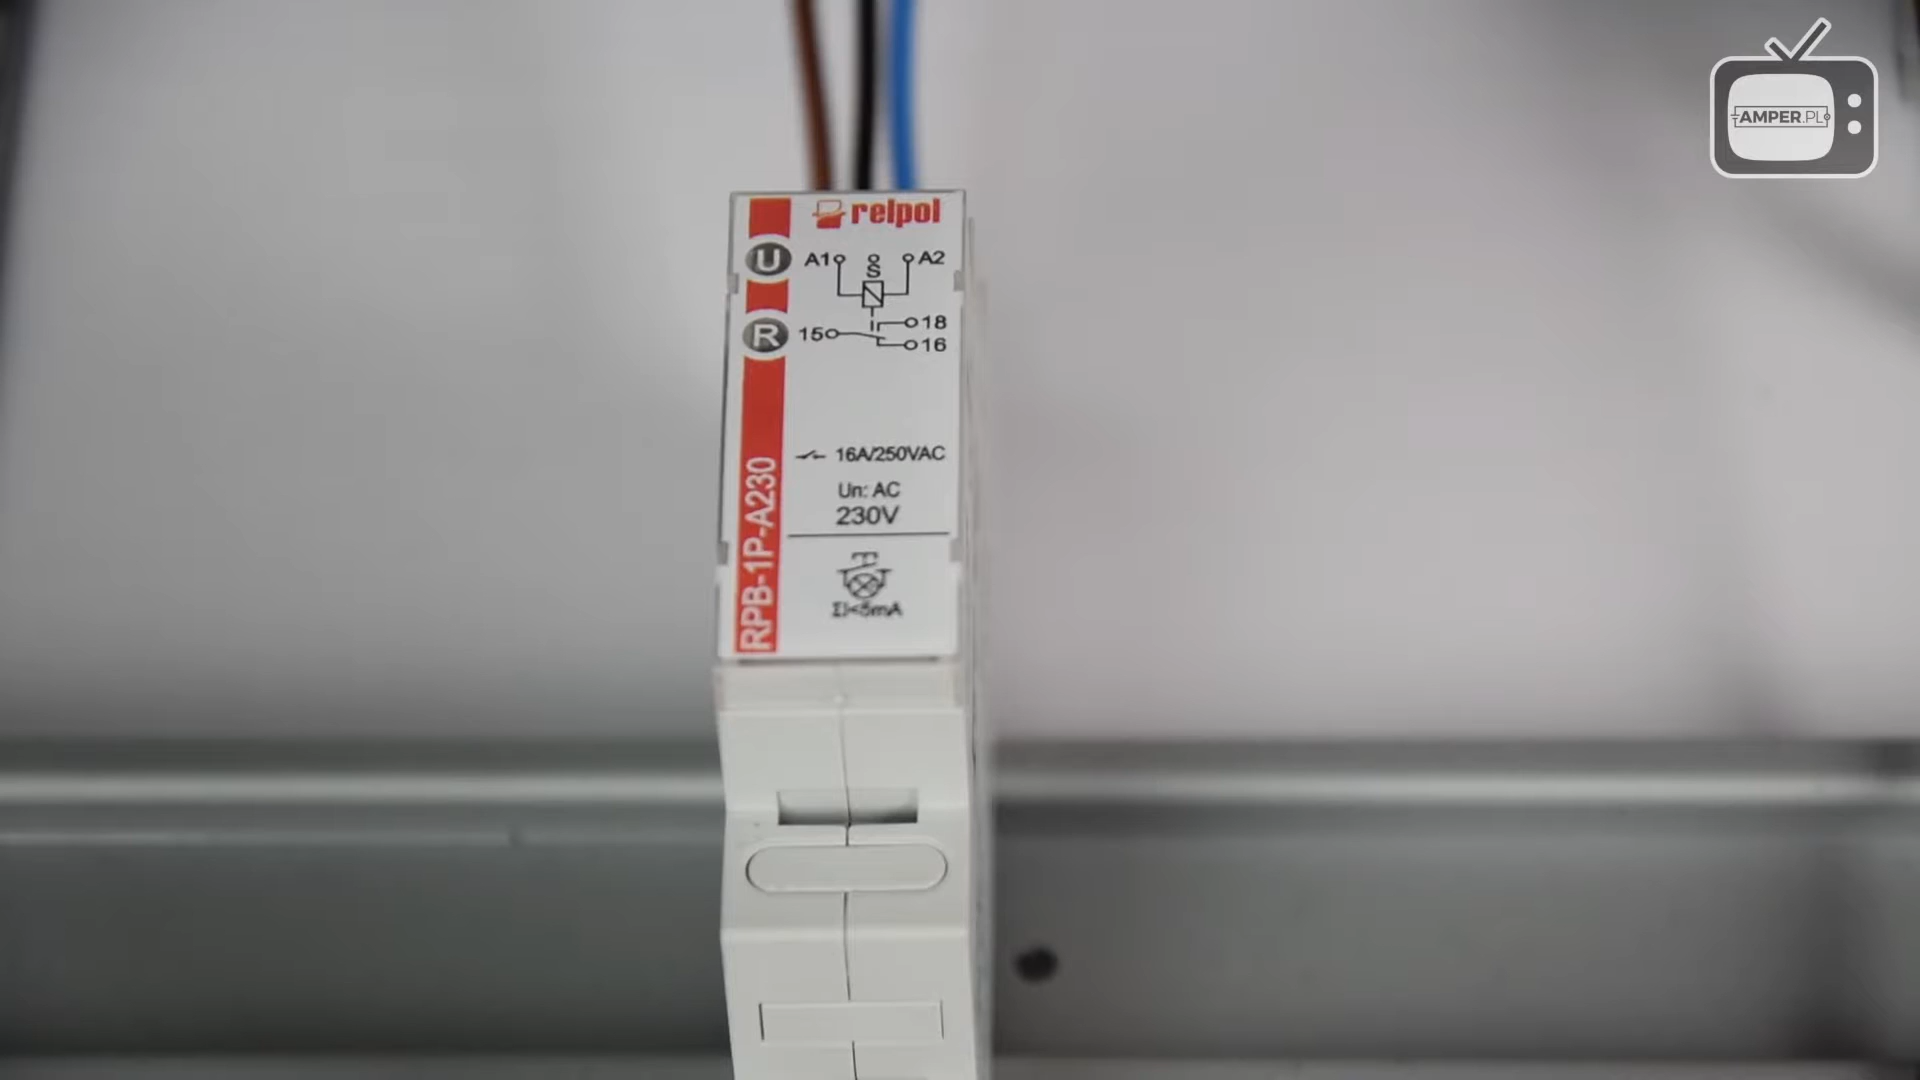 relpol
U
A1 S A2
R
15 18
16
16A/250VAC
Un: AC
230V
ΣI<5mA
RPB-1P-A230
AMPER.PL